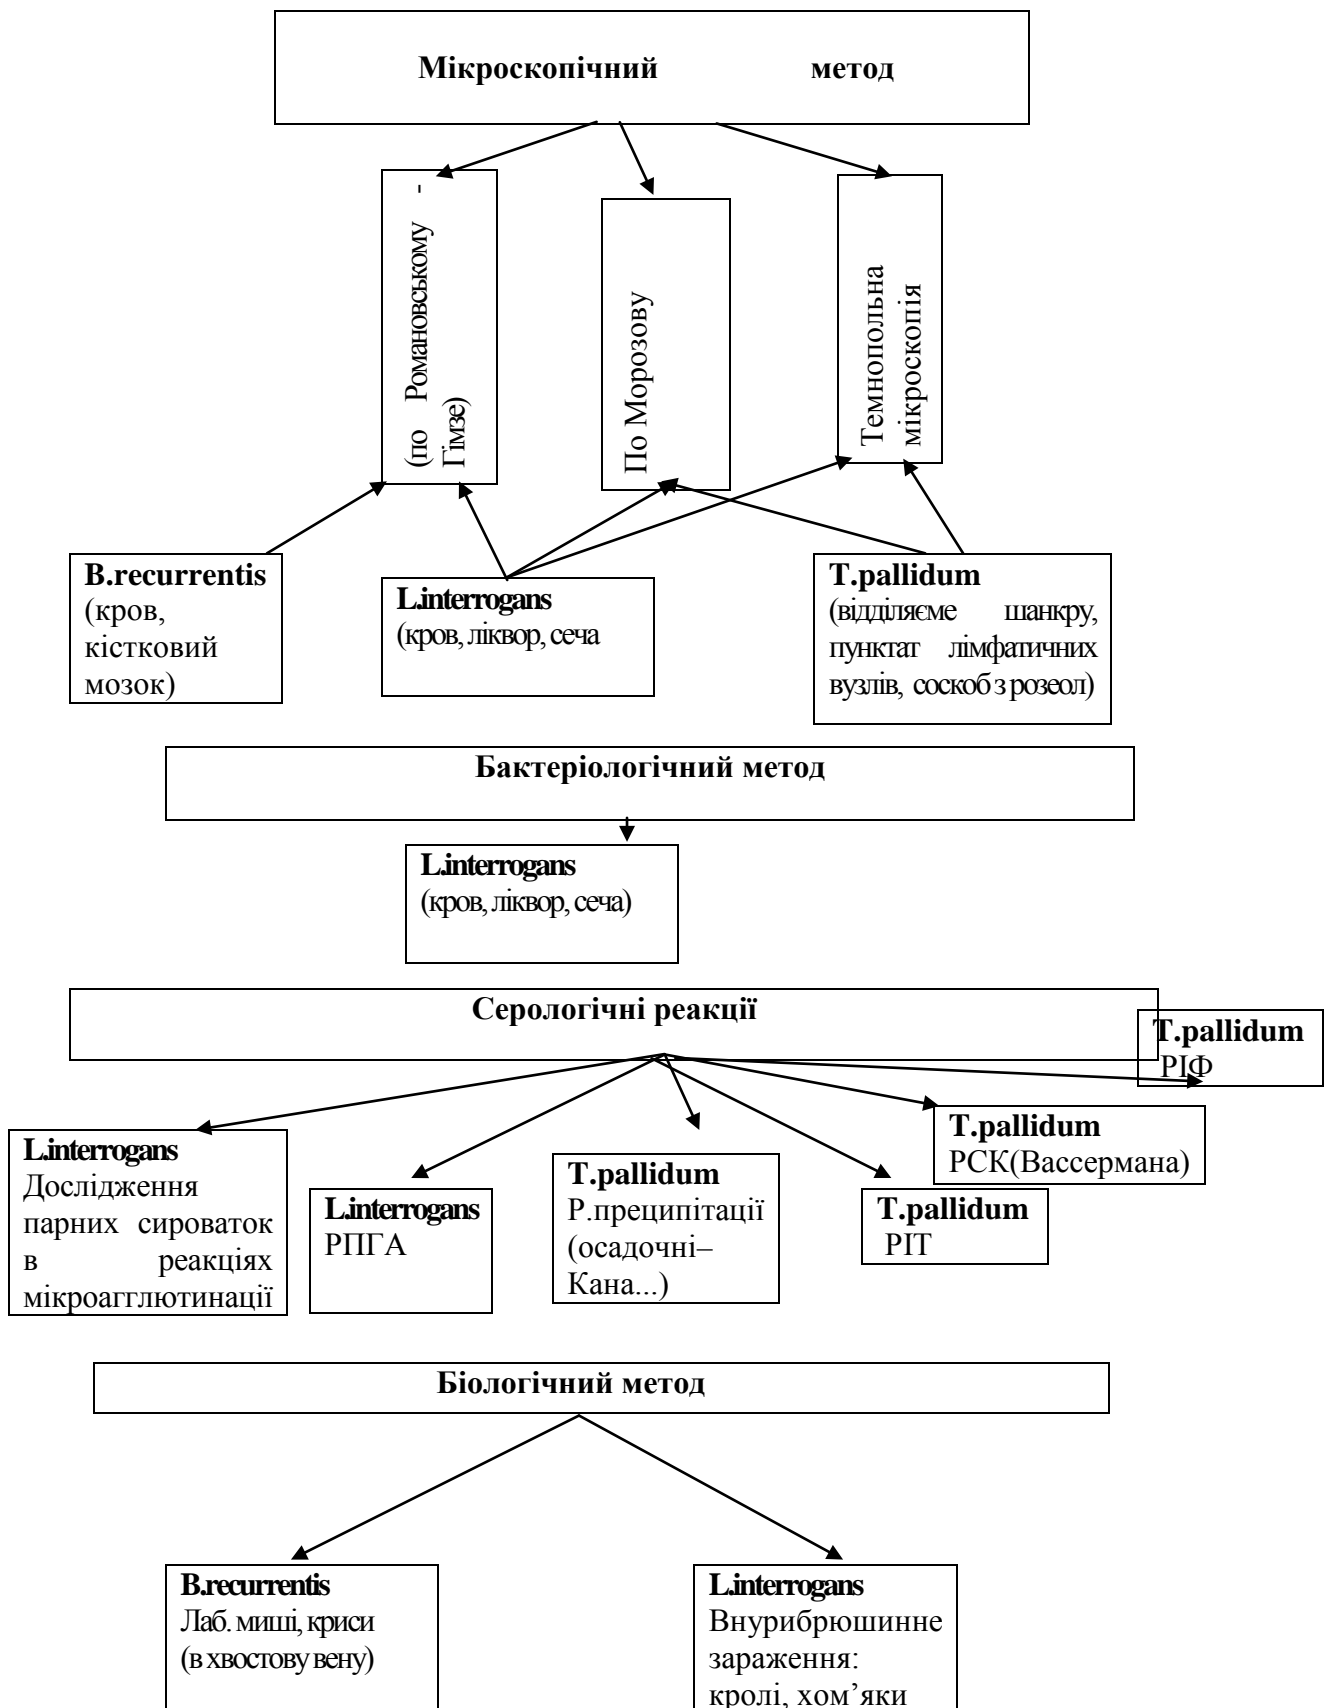 Мікроскопічний метод
(по Романовському -
Гімзе)
По Морозову
Темнопольна
мікроскопія
B.recurrentis
(кров,
кістковий
мозок)
L.interrogans
(кров, ліквор, сеча
T.pallidum
(відділяєме шанкру,
пунктат лімфатичних
вузлів, соскоб з розеол)
Бактеріологічний метод
L.interrogans
(кров, ліквор, сеча)
Серологічні реакції
T.pallidum
РІФ
L.interrogans
Дослідження
парних сироваток
в реакціях
мікроагглютинації
L.interrogans
РПГА
T.pallidum
Р.преципітації
(осадочні–
Кана...)
T.pallidum
РІТ
T.pallidum
РСК(Вассермана)
Біологічний метод
B.recurrentis
Лаб. миші, криси
(в хвостову вену)
L.interrogans
Внурибрюшинне
зараження:
кролі, хом’яки